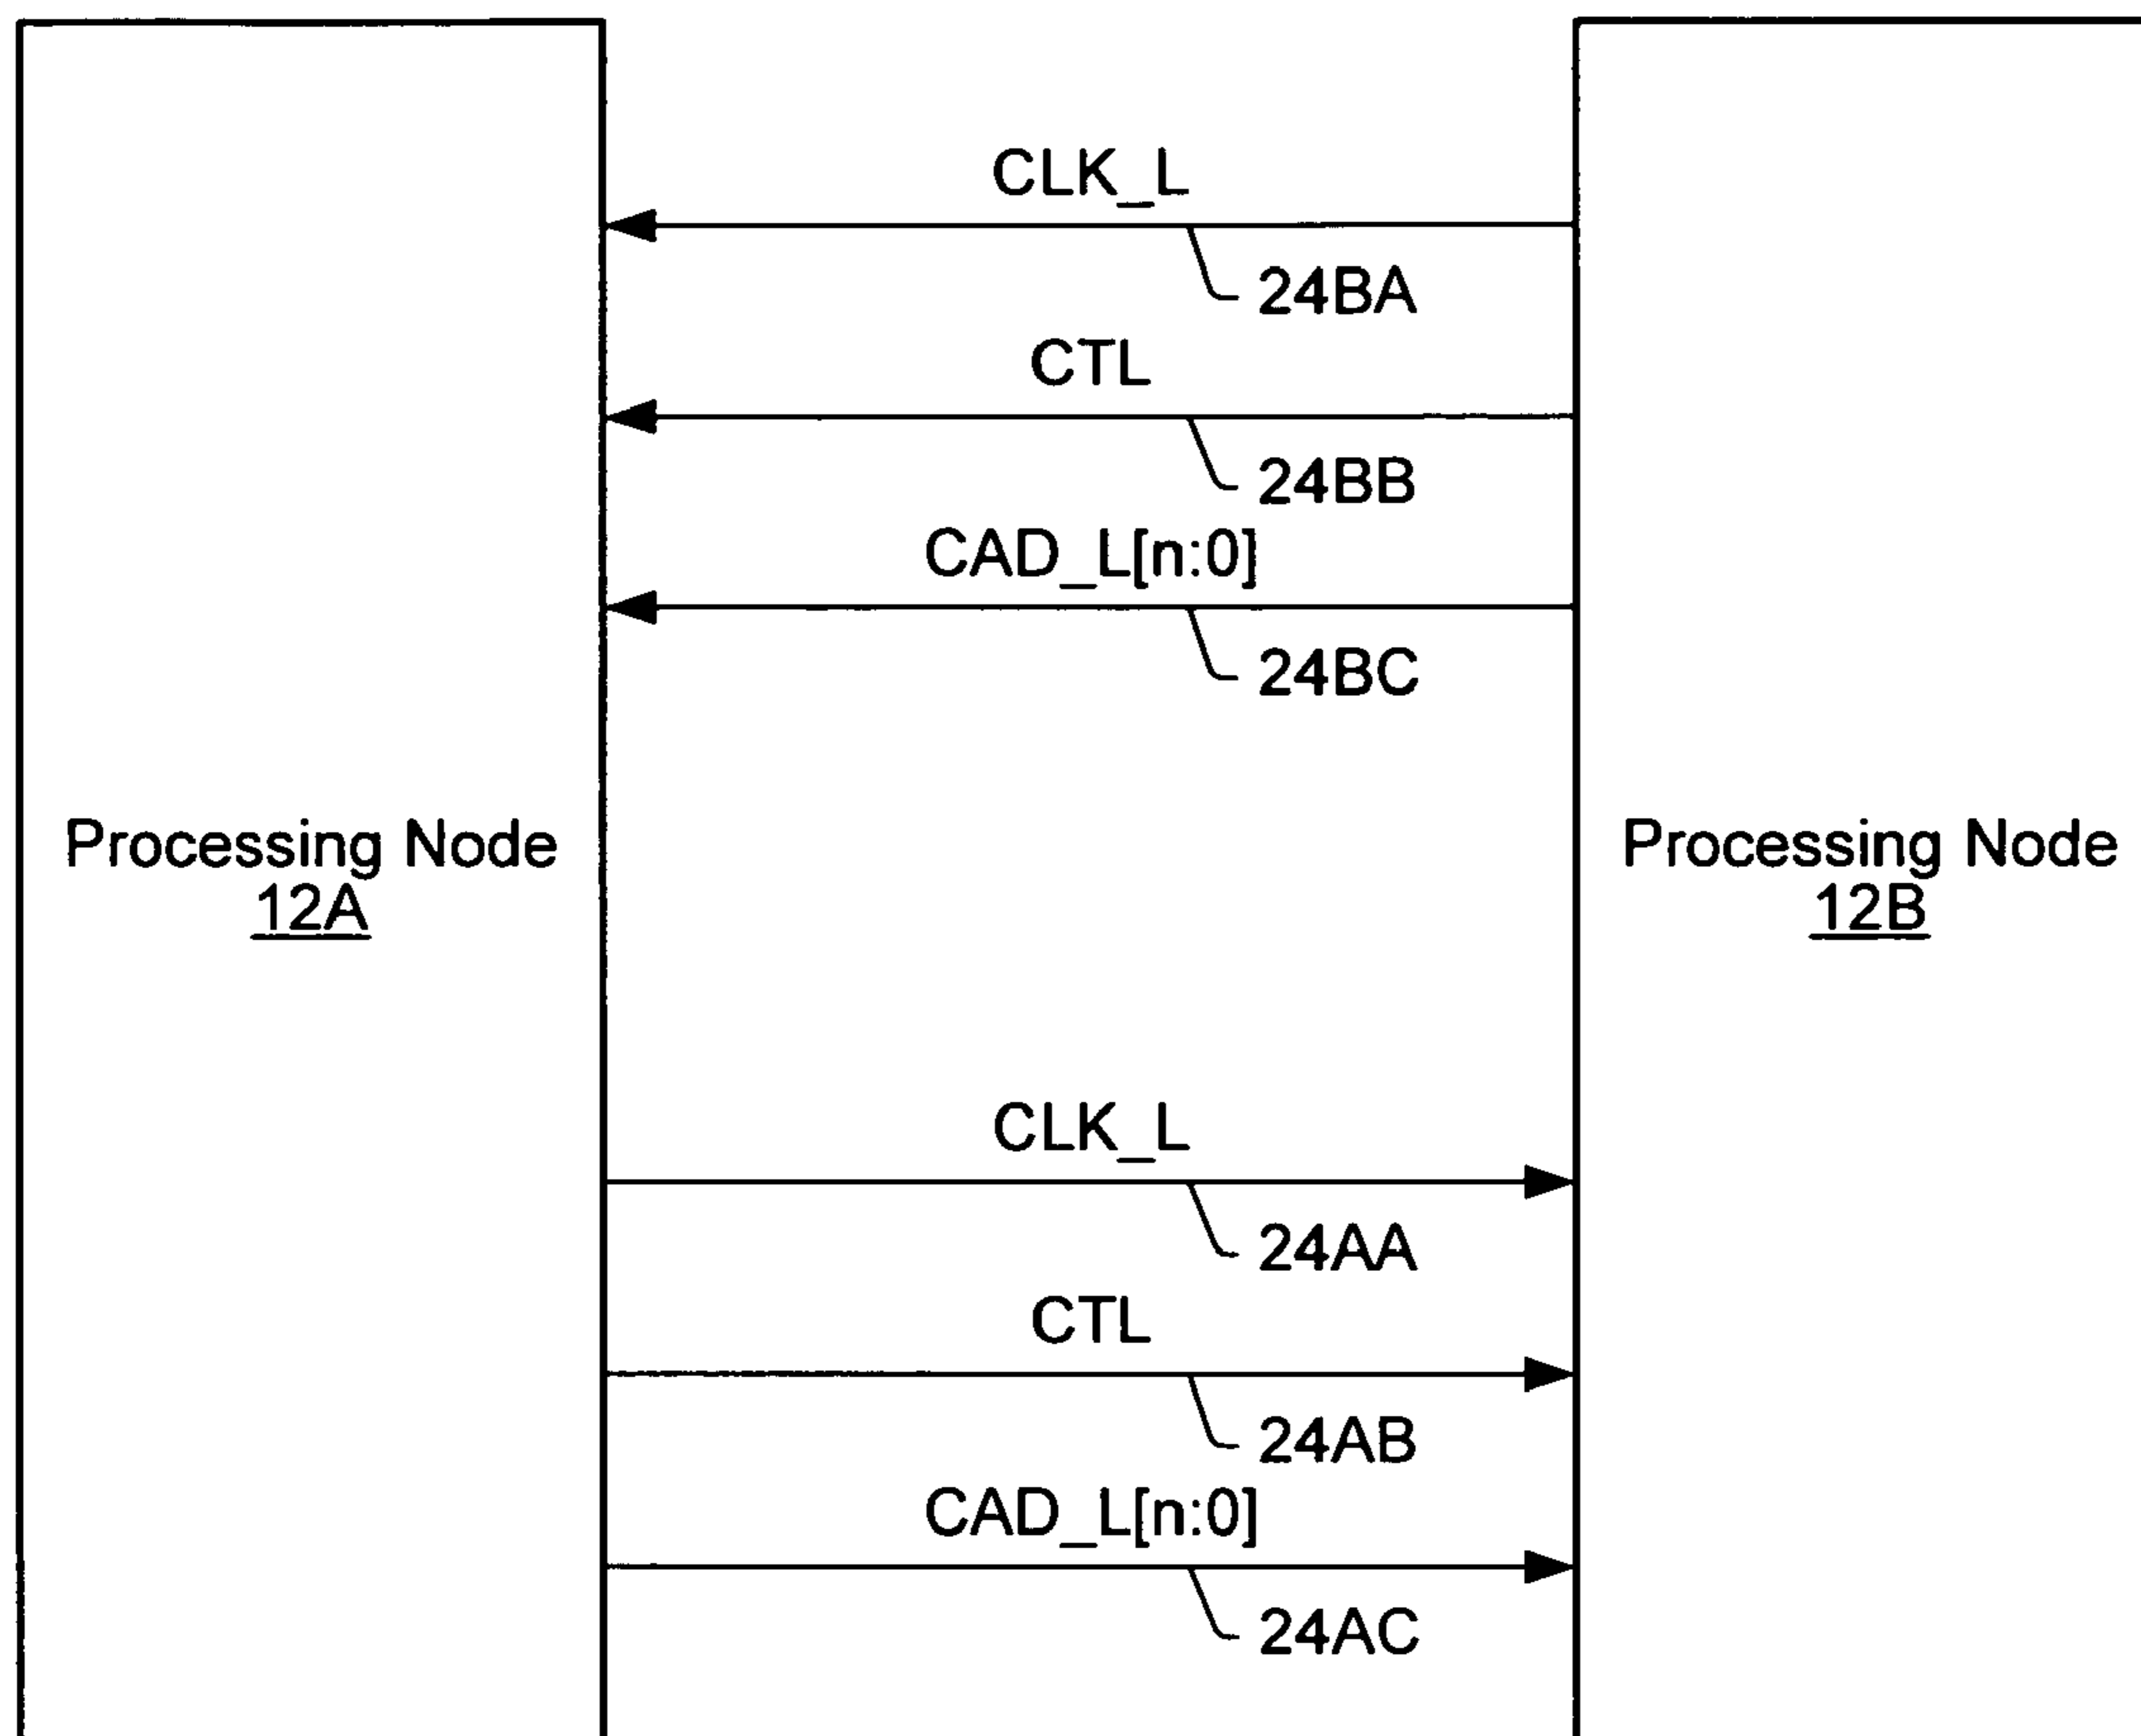 CLK_L
24BA
CTL
24BB
CAD_L[n:0]
24BC
Processing Node
12A
Processing Node
12B
CLK_L
24AA
CTL
24AB
CAD_L[n:0]
24AC